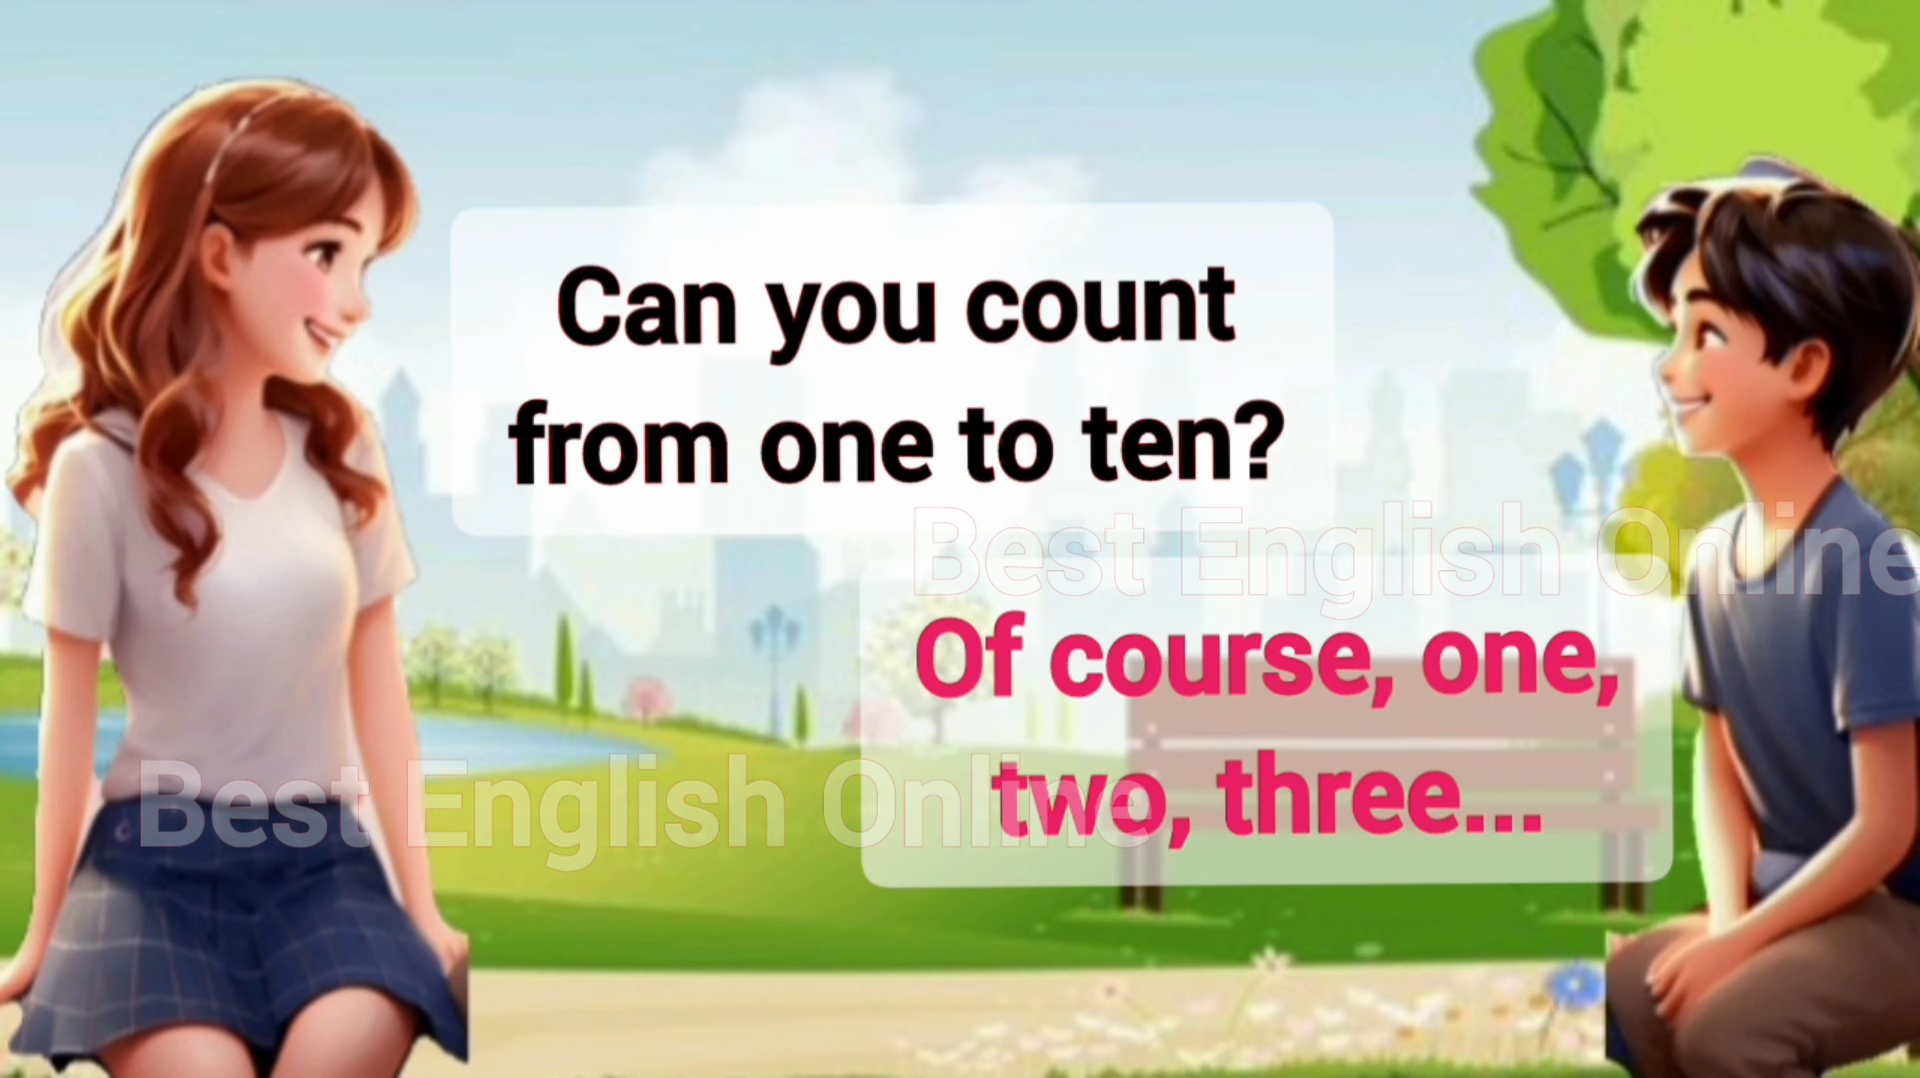 Can you count
from one to ten?
Best English Online
Of course, one,
two, three...
Best English Online